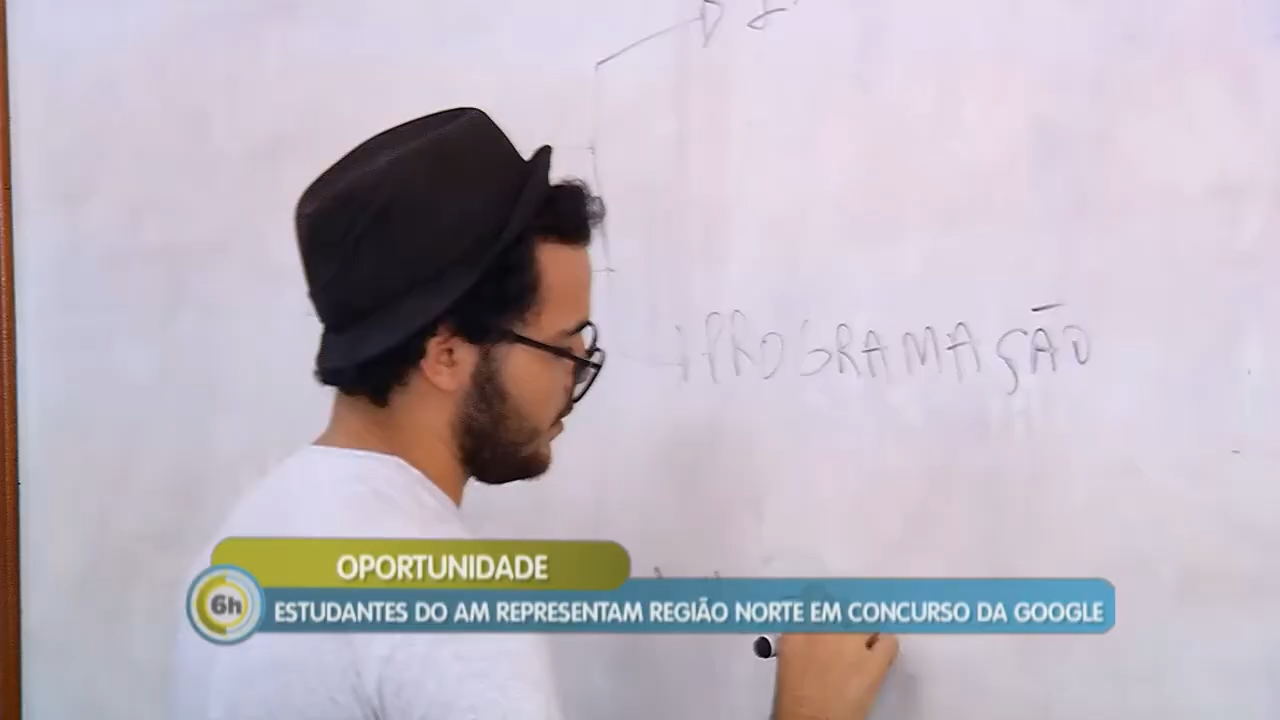 PROGRAMAÇÃO
OPORTUNIDADE
6h
ESTUDANTES DO AM REPRESENTAM REGIÃO NORTE EM CONCURSO DA GOOGLE